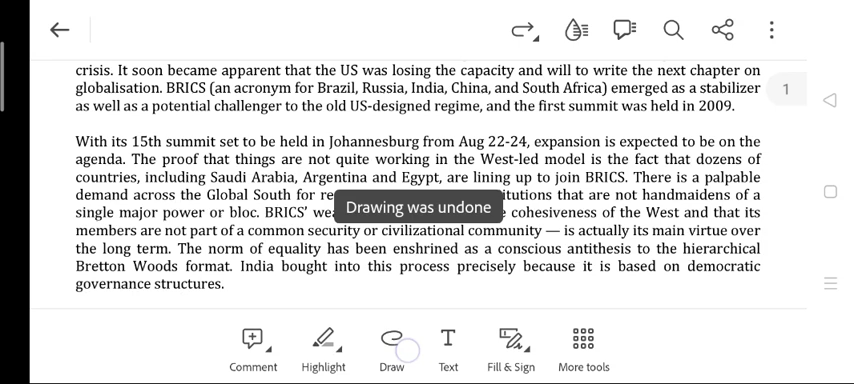 crisis. It soon became apparent that the US was losing the capacity and will to write the next chapter on
globalisation. BRICS (an acronym for Brazil, Russia, India, China, and South Africa) emerged as a stabilizer
as well as a potential challenger to the old US-designed regime, and the first summit was held in 2009.
1
With its 15th summit set to be held in Johannesburg from Aug 22-24, expansion is expected to be on the
agenda. The proof that things are not quite working in the West-led model is the fact that dozens of
countries, including Saudi Arabia, Argentina and Egypt, are lining up to join BRICS. There is a palpable
demand across the Global South for re itutions that are not handmaidens of a
Drawing was undone
single major power or bloc. BRICS' wea cohesiveness of the West and that its
members are not part of a common security or civilizational community — is actually its main virtue over
the long term. The norm of equality has been enshrined as a conscious antithesis to the hierarchical
Bretton Woods format. India bought into this process precisely because it is based on democratic
governance structures.
Comment Highlight Draw Text Fill & Sign More tools